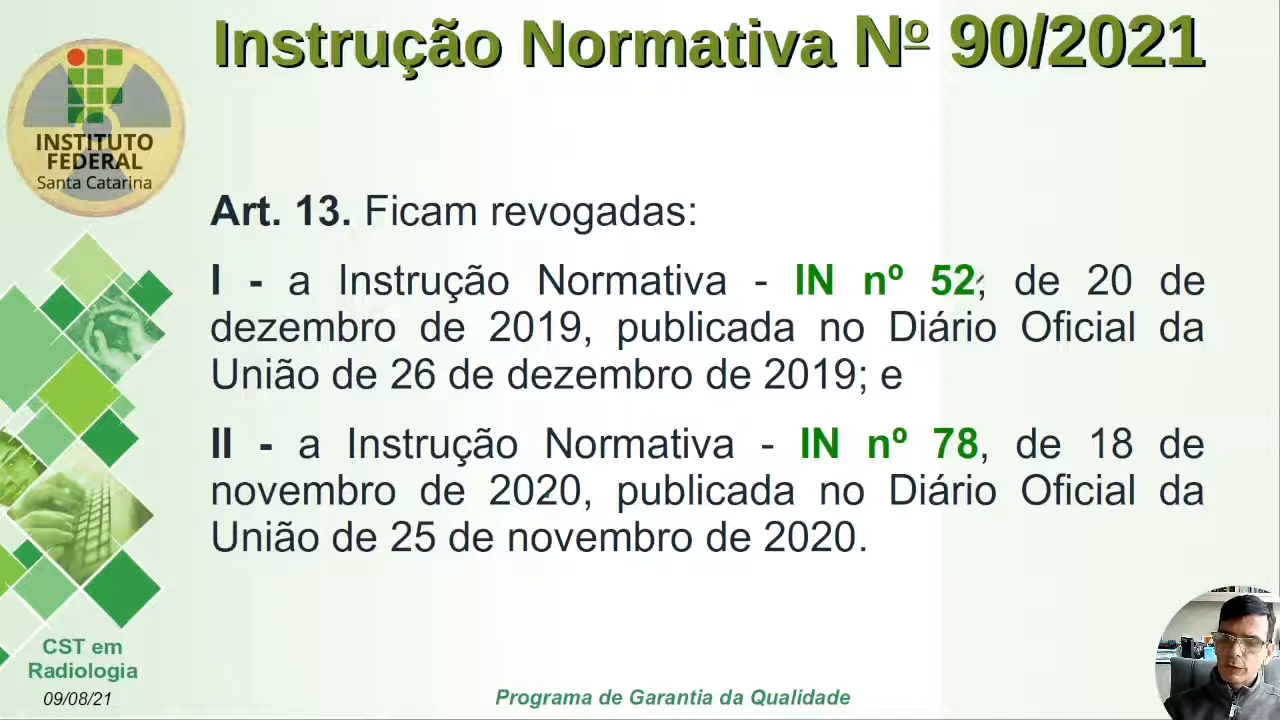 Instrução Normativa Nº 90/2021
INSTITUTO
FEDERAL
Santa Catarina
Art. 13. Ficam revogadas:
I - a Instrução Normativa - IN nº 52, de 20 de
dezembro de 2019, publicada no Diário Oficial da
União de 26 de dezembro de 2019; e
II - a Instrução Normativa - IN nº 78, de 18 de
novembro de 2020, publicada no Diário Oficial da
União de 25 de novembro de 2020.
CST em
Radiologia
09/08/21
Programa de Garantia da Qualidade